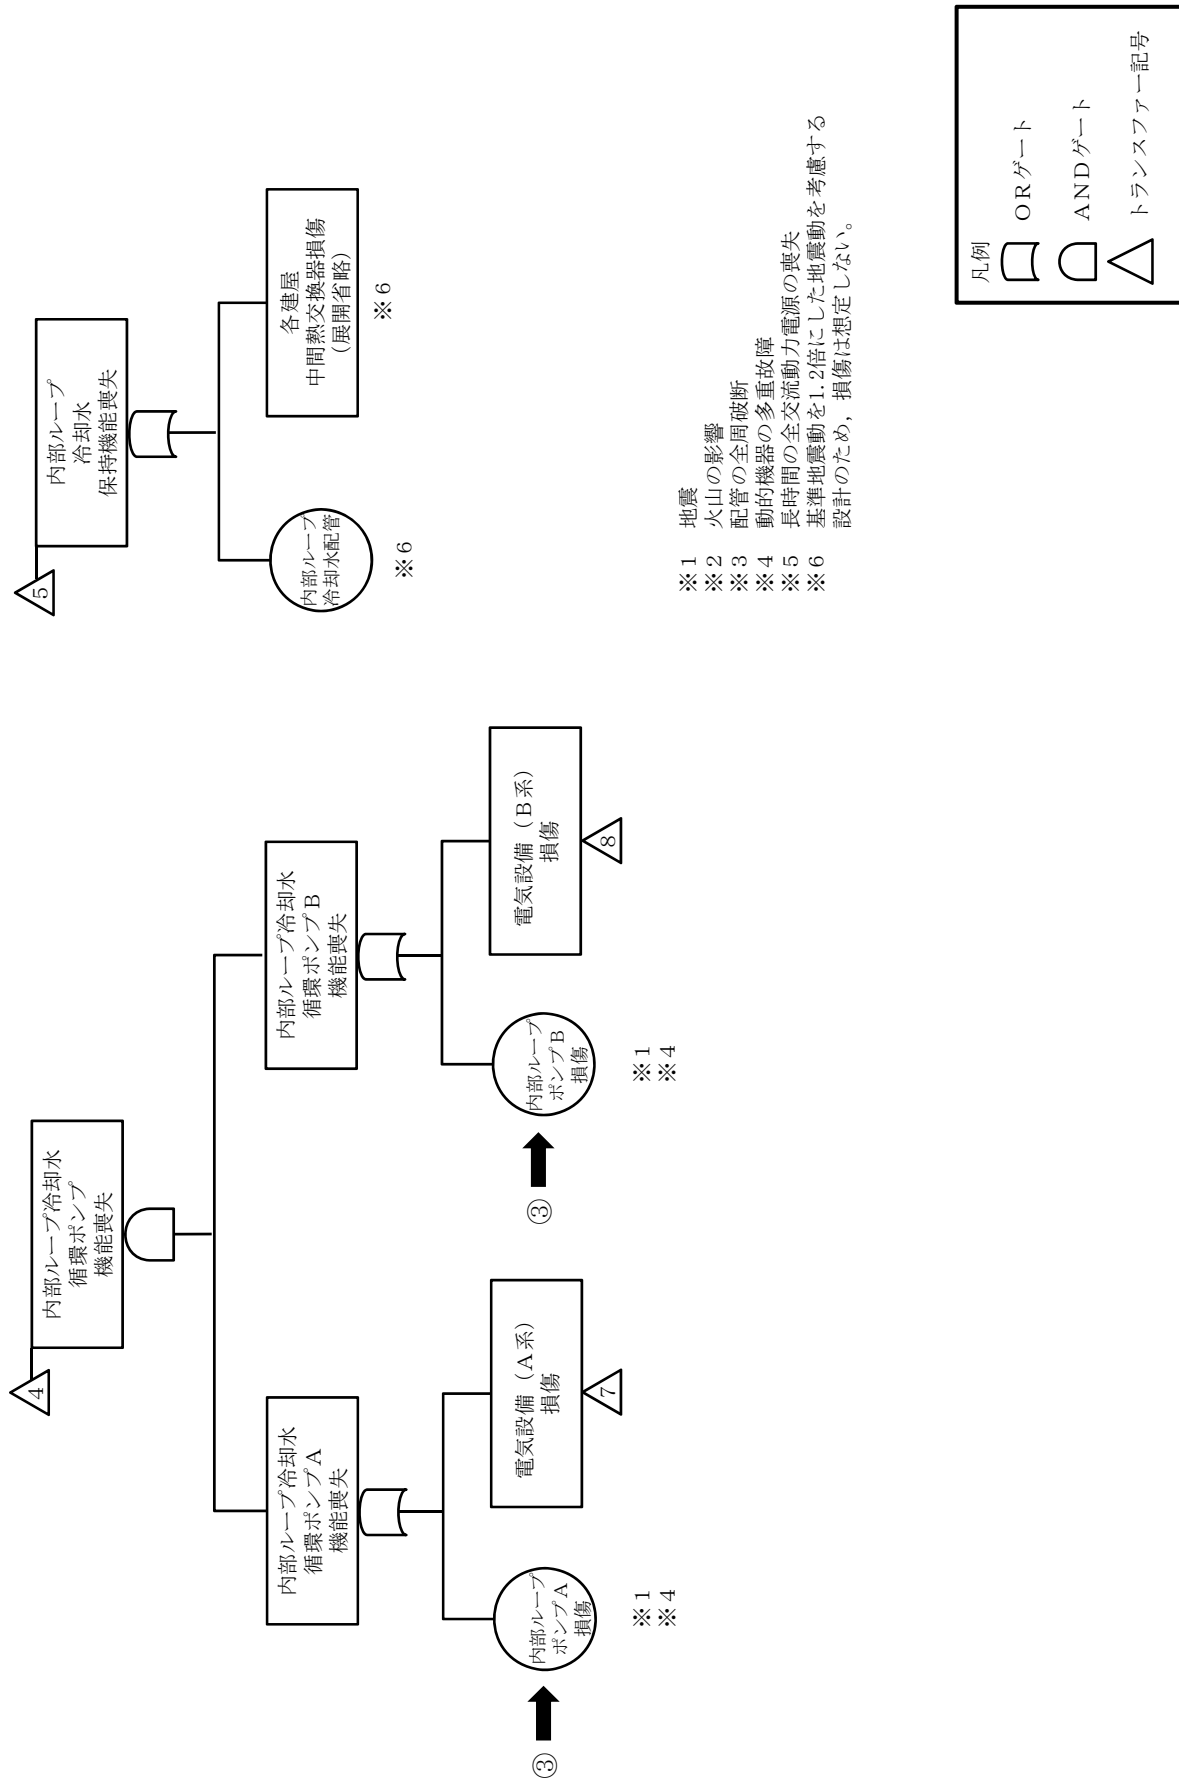 4
内部ループ冷却水
循環ポンプ
機能喪失
内部ループ冷却水
循環ポンプA
機能喪失
内部ループ冷却水
循環ポンプB
機能喪失
③
内部ループ
ポンプA
損傷
※1
※4
電気設備(A系)
損傷
7
③
内部ループ
ポンプB
損傷
※1
※4
電気設備(B系)
損傷
8
5
内部ループ
冷却水
保持機能喪失
内部ループ
冷却水配管
※6
各建屋
中間熱交換器損傷
(展開省略)
※6
※1 地震
※2 火山の影響
※3 配管の全周破断
※4 動的機器の多重故障
※5 長時間の全交流動力電源の喪失
※6 基準地震動を1.2倍にした地震動を考慮する
設計のため,損傷は想定しない。
凡例
ORゲート
ANDゲート
トランスファー記号